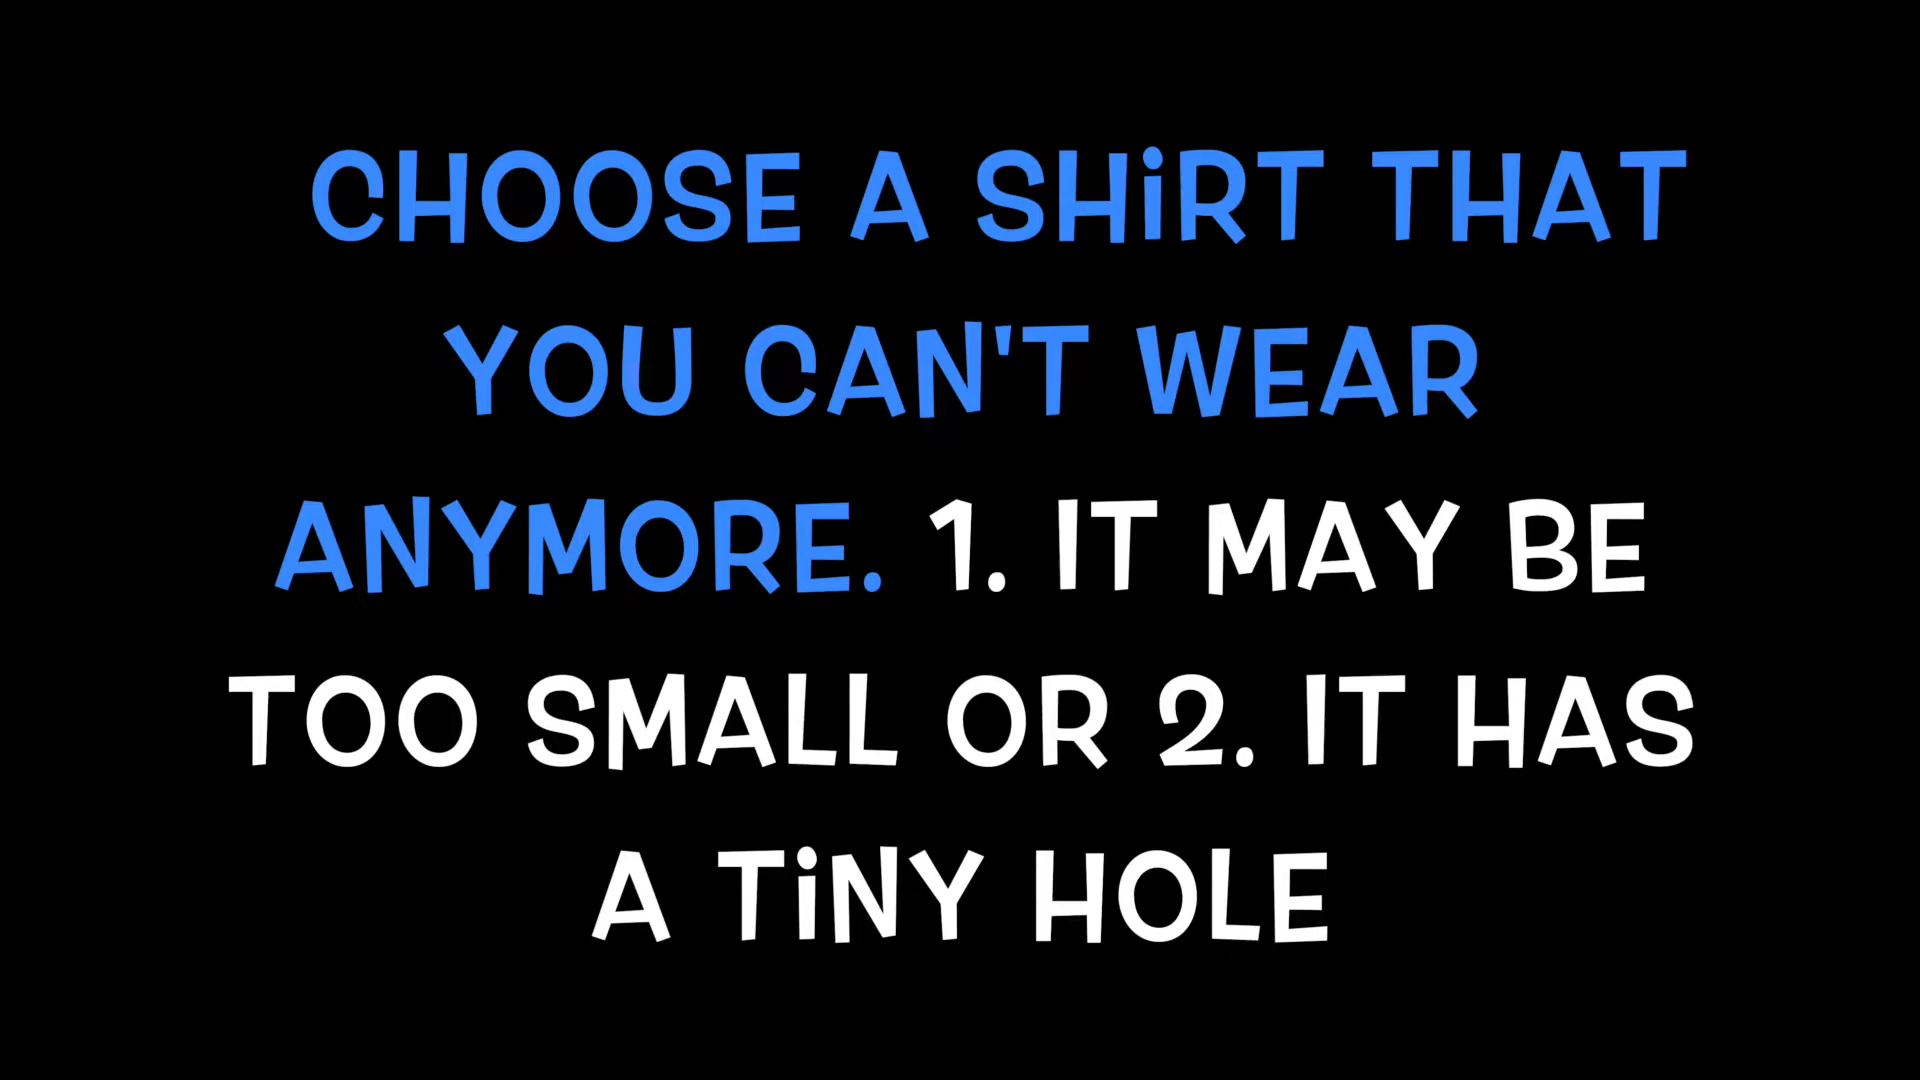 CHOOSE A SHiRT THAT
YOU CAN'T WEAR
ANYMORE. 1. IT MAY BE
TOO SMALL OR 2. IT HAS
A TiNY HOLE